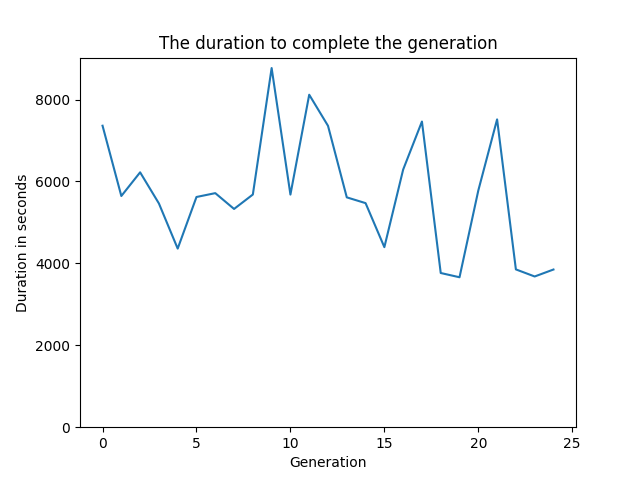 The duration to complete the generation
8000
6000
4000
2000
0
Duration in seconds
0 5 10 15 20 25
Generation